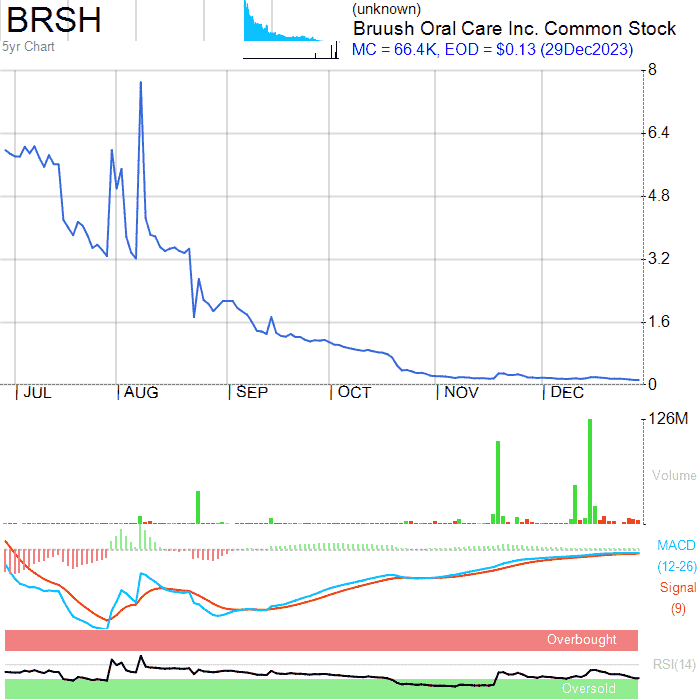 BRSH
5yr Chart
(unknown)
Bruush Oral Care Inc. Common Stock
MC = 66.4K, EOD = $0.13 (29Dec2023)
8
6.4
4.8
3.2
1.6
0
JUL AUG SEP OCT NOV DEC
126M
Volume
MACD
(12-26)
Signal
(9)
Overbought
RSI(14)
Oversold